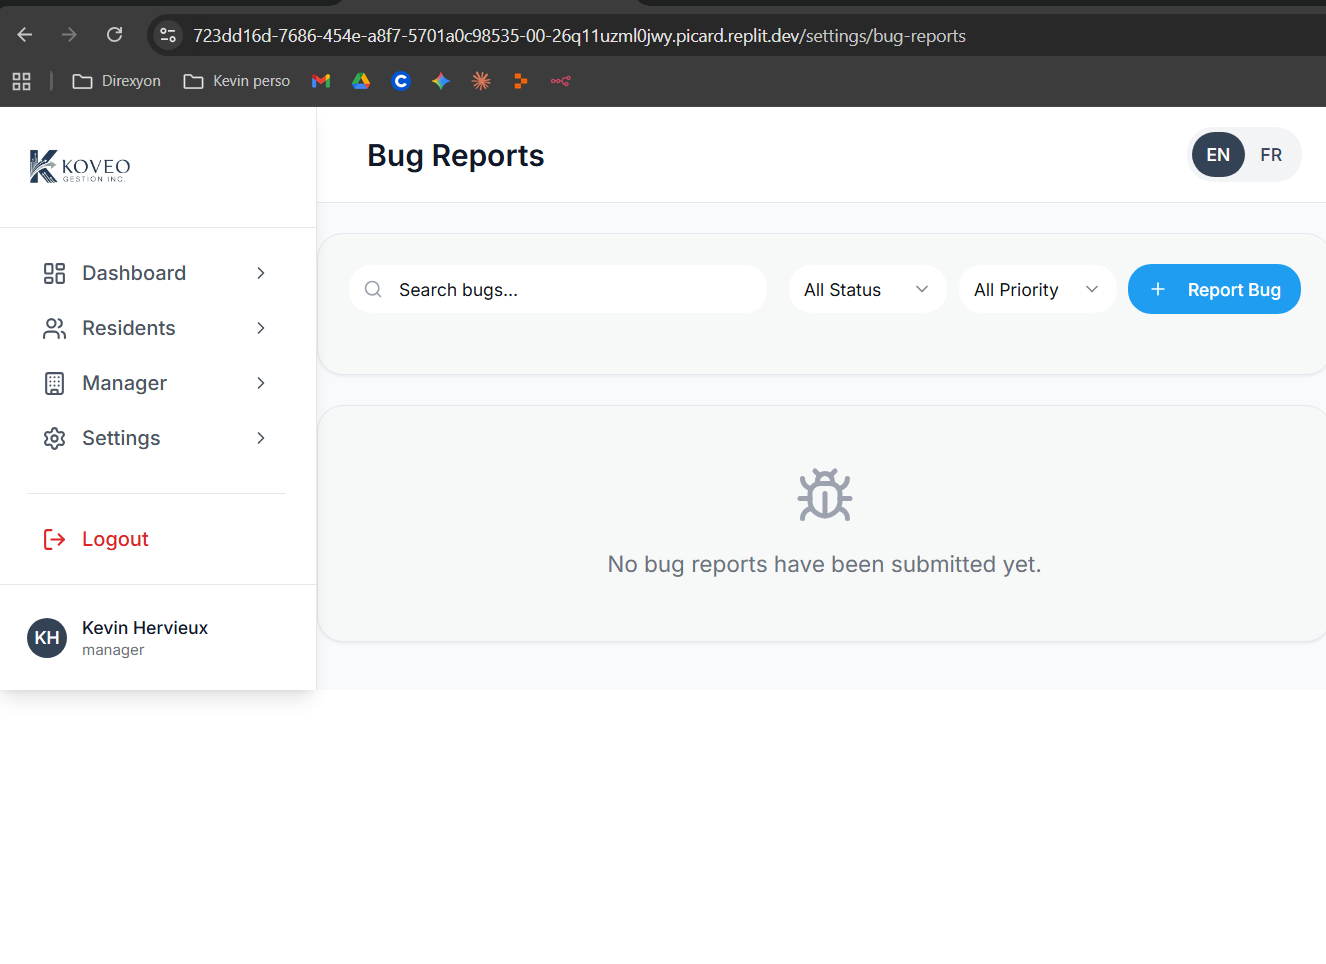 723dd16d-7686-454e-a8f7-5701a0c98535-00-26q11uzml0jwy.picard.replit.dev/settings/bug-reports
Direxyon
Kevin perso
KOVEO
GESTION INC.
Bug Reports
EN
FR
Dashboard
Residents
Manager
Settings
Logout
KH
Kevin Hervieux
manager
Search bugs...
All Status
All Priority
Report Bug
No bug reports have been submitted yet.